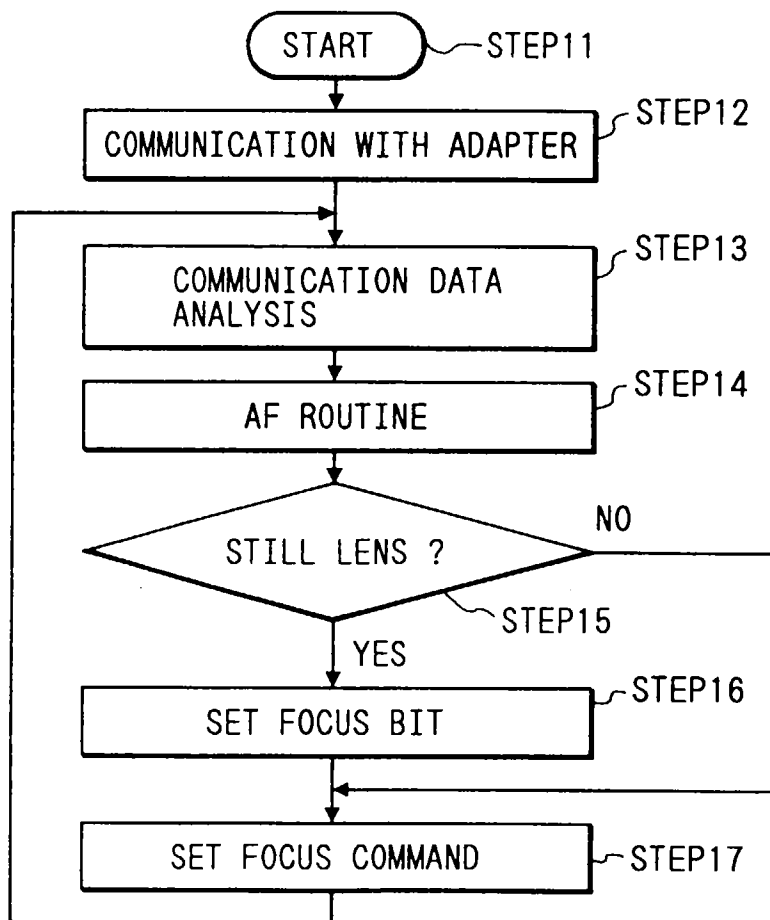 START
STEP11
COMMUNICATION WITH ADAPTER
STEP12
COMMUNICATION DATA
ANALYSIS
STEP13
AF ROUTINE
STEP14
STILL LENS ?
NO
STEP15
YES
SET FOCUS BIT
STEP16
SET FOCUS COMMAND
STEP17